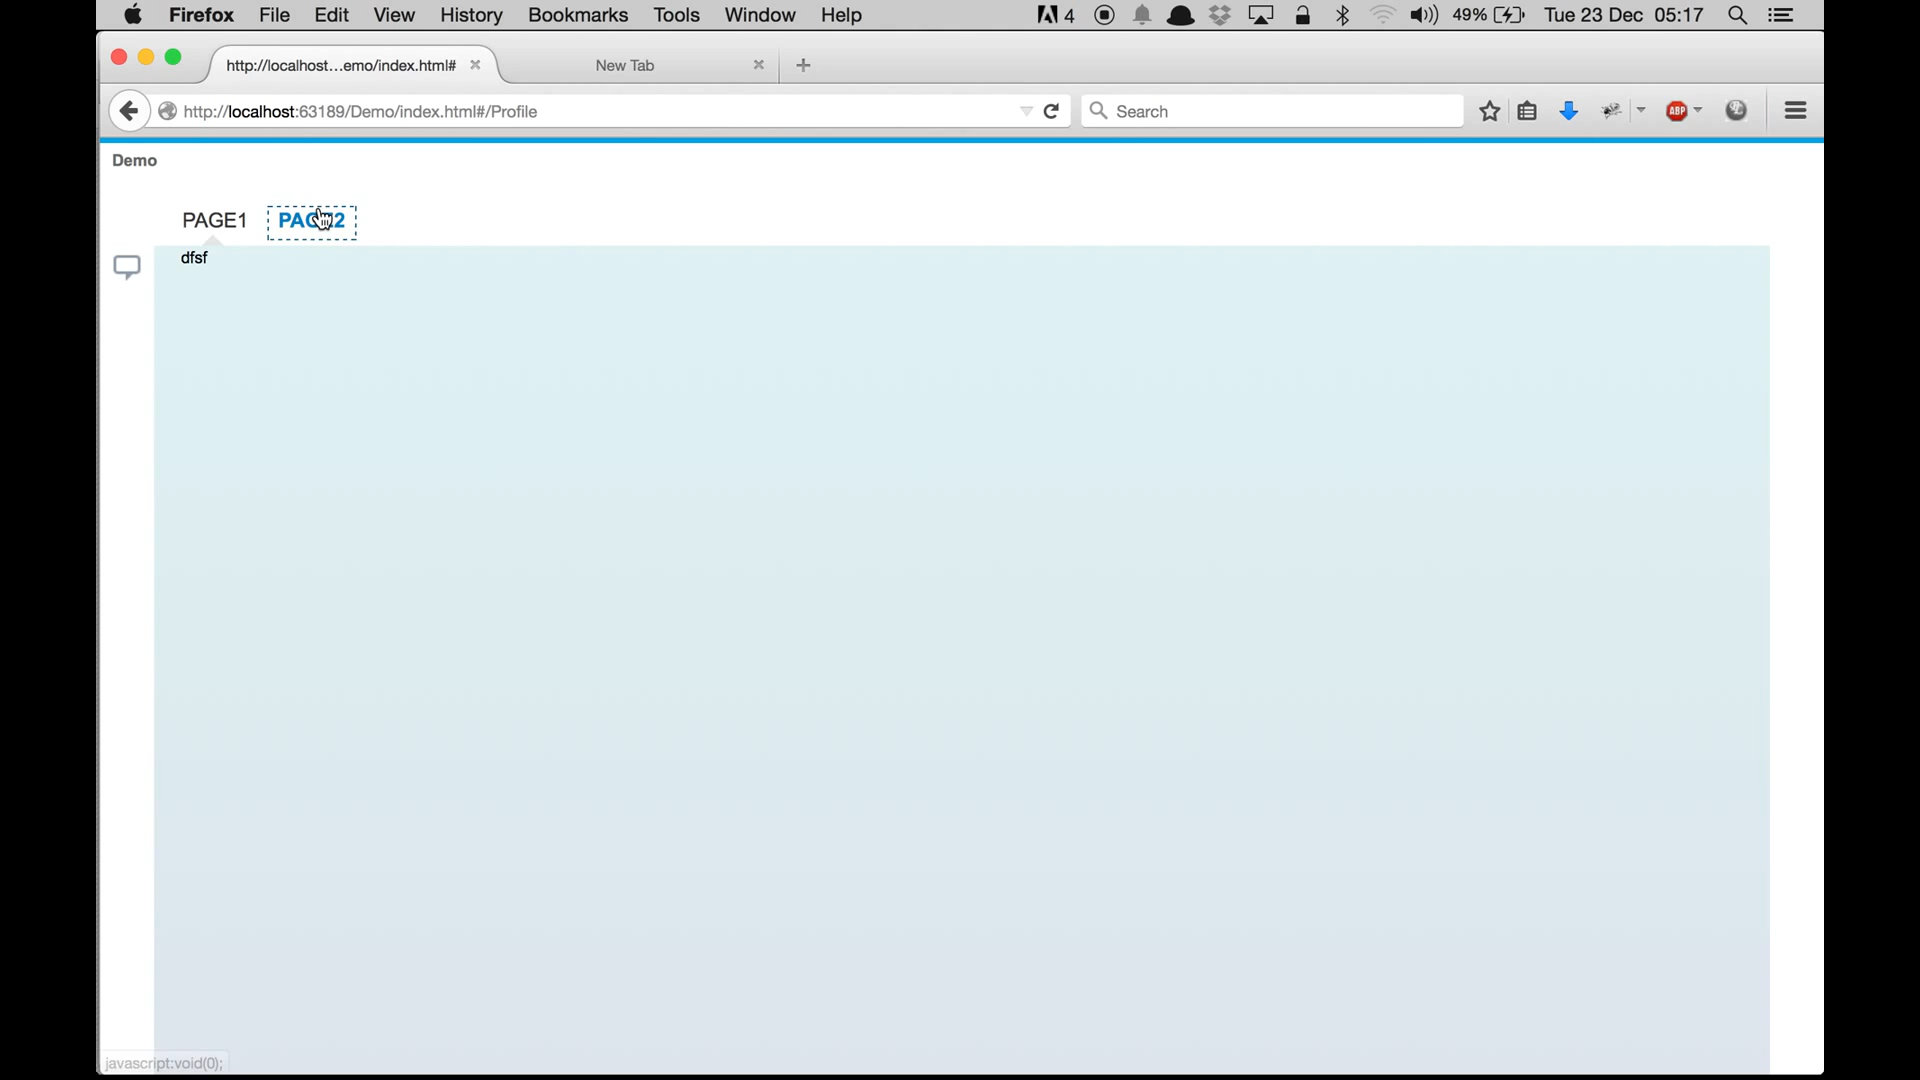 Firefox File Edit View History Bookmarks Tools Window Help 4 49% Tue 23 Dec 05:17
http://localhost...emo/index.html# New Tab
http://localhost:63189/Demo/index.html#/Profile Search ABP
Demo
PAGE1 PAGE2
dfsf
javascript:void(0);